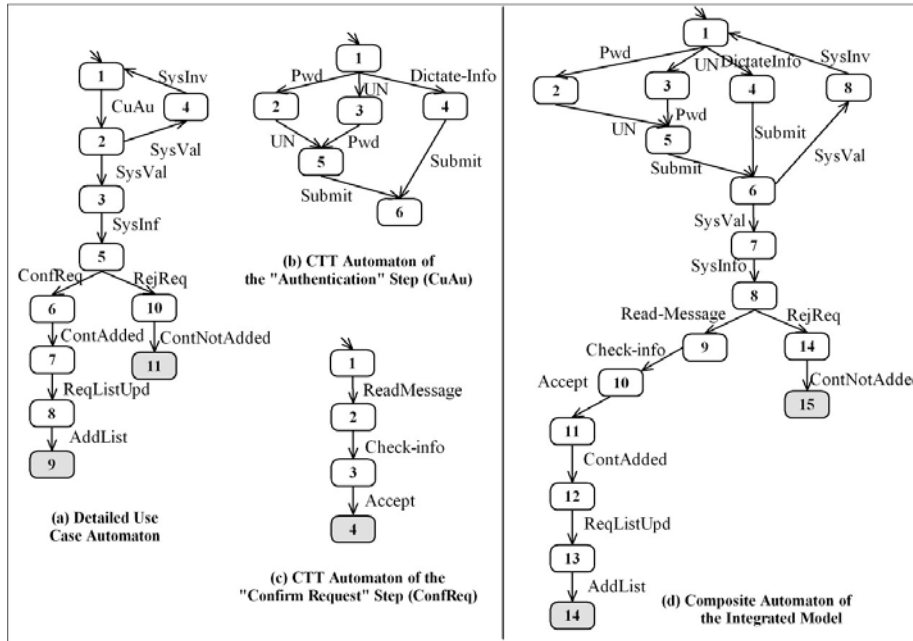 1
SysInv
CuAu
4
2
SysVal
SysVal
3
SysInf
5
ConfReq
RejReq
6
10
ContAdded
ContNotAdded
7
11
ReqListUpd
8
AddList
9
(a) Detailed Use
Case Automaton
1
Pwd
UN
Dictate-Info
2
3
4
UN
Pwd
Submit
5
Submit
6
(b) CTT Automaton of
the "Authentication" Step (CuAu)
1
ReadMessage
2
Check-info
3
Accept
4
(c) CTT Automaton of the
"Confirm Request" Step (ConfReq)
1
Pwd
UN
DictateInfo
SysInv
2
3
4
8
Pwd
UN
5
Submit
Submit
SysVal
6
SysVal
7
SysInfo
8
Read-Message
RejReq
9
14
Check-info
10
ContNotAdded
Accept
15
11
ContAdded
12
ReqListUpd
13
AddList
14
(d) Composite Automaton of
the Integrated Model